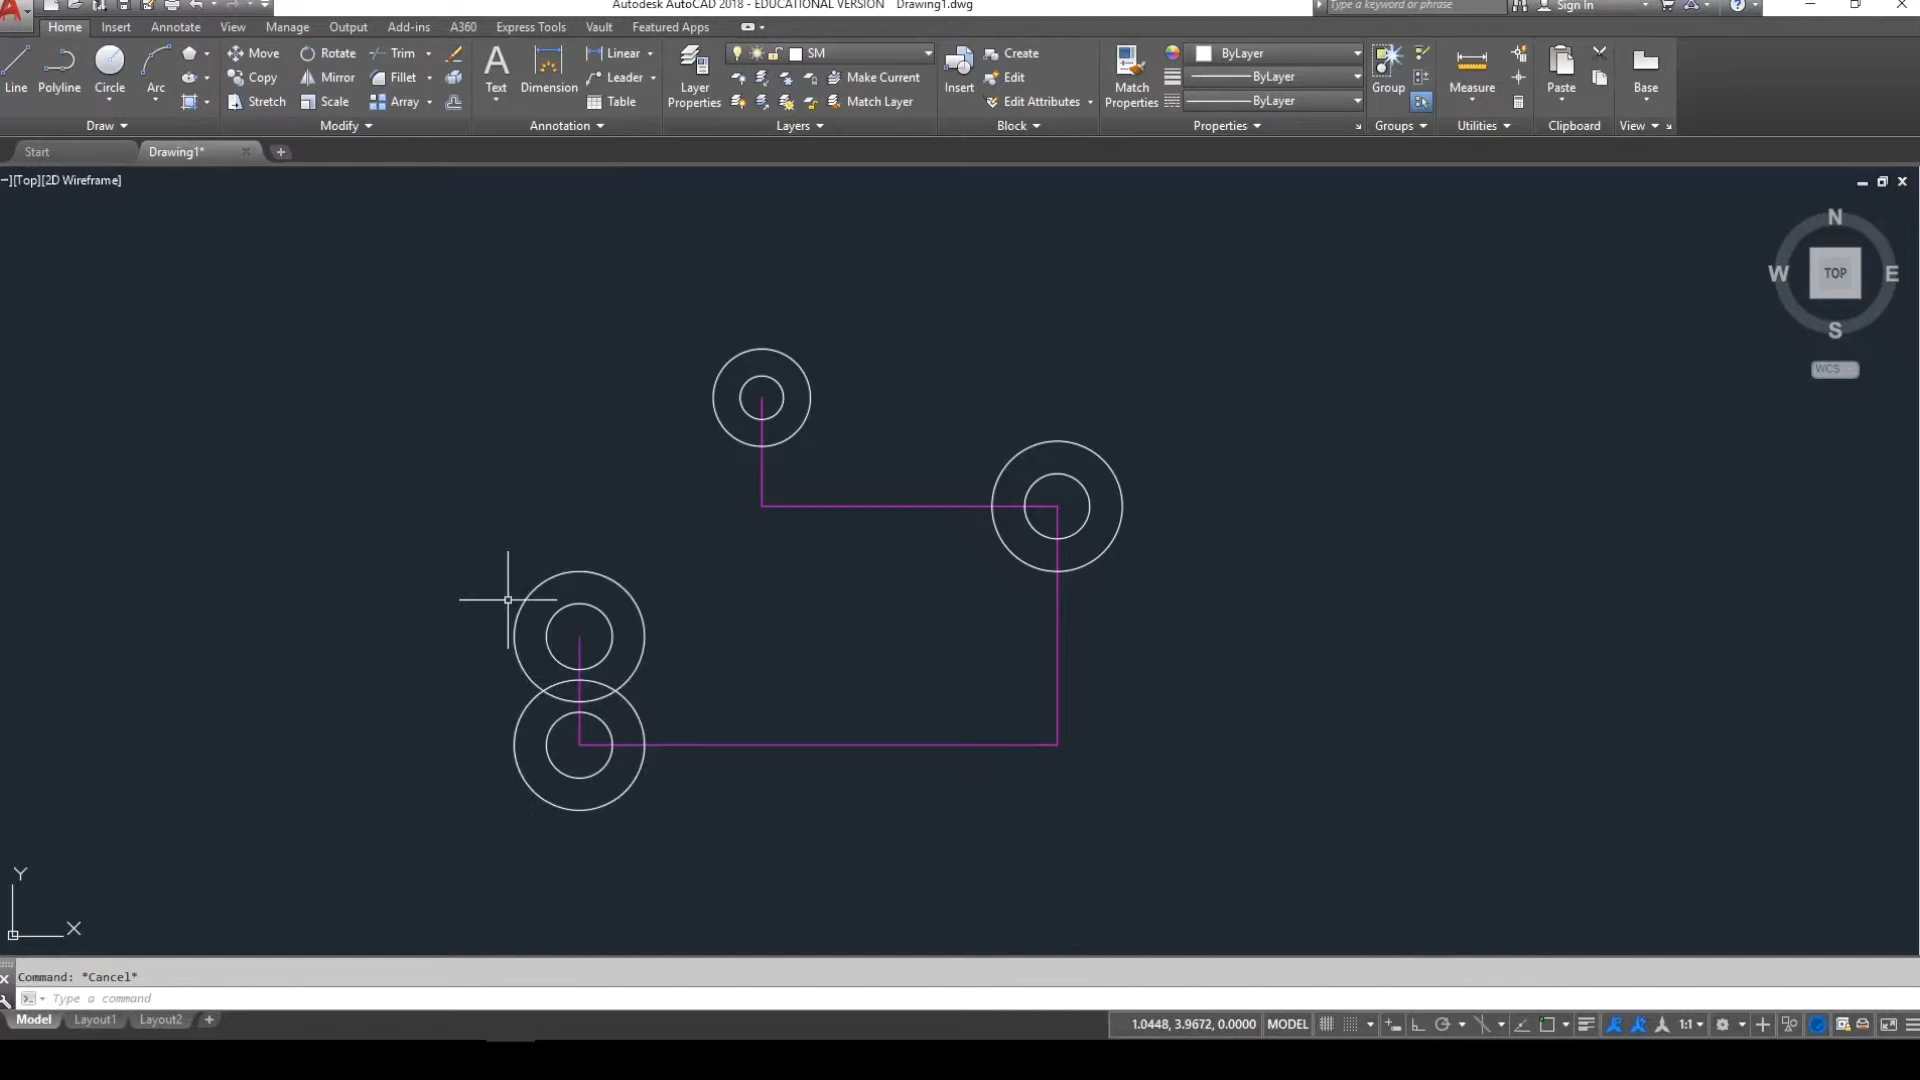 Autodesk AutoCAD 2018 - EDUCATIONAL VERSION Drawing1.dwg
Type a keyword or phrase
Sign In
Home Insert Annotate View Manage Output Add-ins A360 Express Tools Vault Featured Apps
Move Rotate Trim Linear SM Create ByLayer
Copy Mirror Fillet Leader Make Current Edit ByLayer
Line Polyline Circle Arc Text Dimension Layer Properties Insert Match Properties Group Measure Paste Base
Stretch Scale Array Table Match Layer Edit Attributes ByLayer
Draw Modify Annotation Layers Block Properties Groups Utilities Clipboard View
Start Drawing1*
−][Top][2D Wireframe]
N
W TOP E
S
WCS
Y
X
Command: *Cancel*
Type a command
Model Layout1 Layout2 +
1.0448, 3.9672, 0.0000 MODEL 1:1